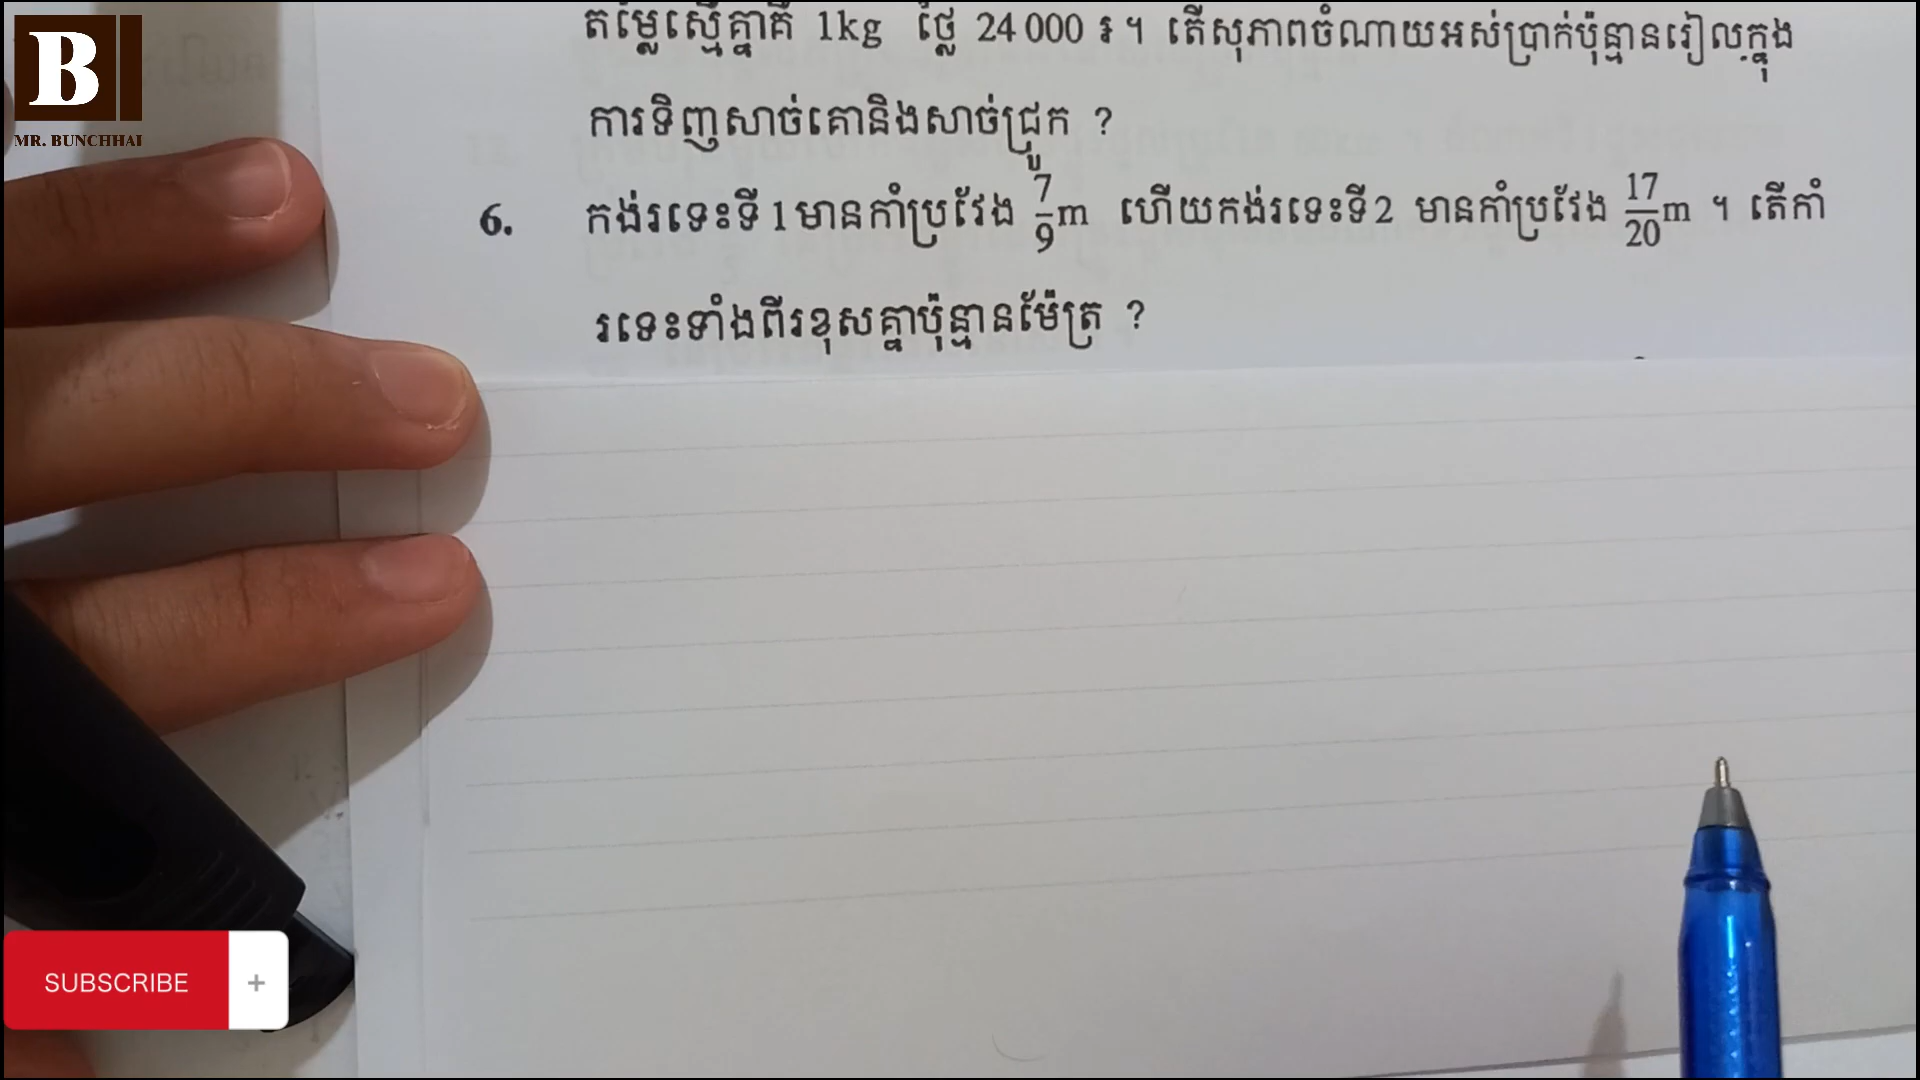 B
MR. BUNCHHAI
តម្លៃស្មើគ្នាគឺ 1kg ថ្លៃ 24 000 ៛ ។ តើសុភាពចំណាយអស់ប្រាក់ប៉ុន្មានរៀលក្នុង
ការទិញសាច់គោនិងសាច់ជ្រូក ?
6. កង់រទេះទី 1 មានកាំប្រវែង 7/9 m ហើយកង់រទេះទី 2 មានកាំប្រវែង 17/20 m ។ តើកាំ
រទេះទាំងពីរខុសគ្នាប៉ុន្មានម៉ែត្រ ?
SUBSCRIBE +